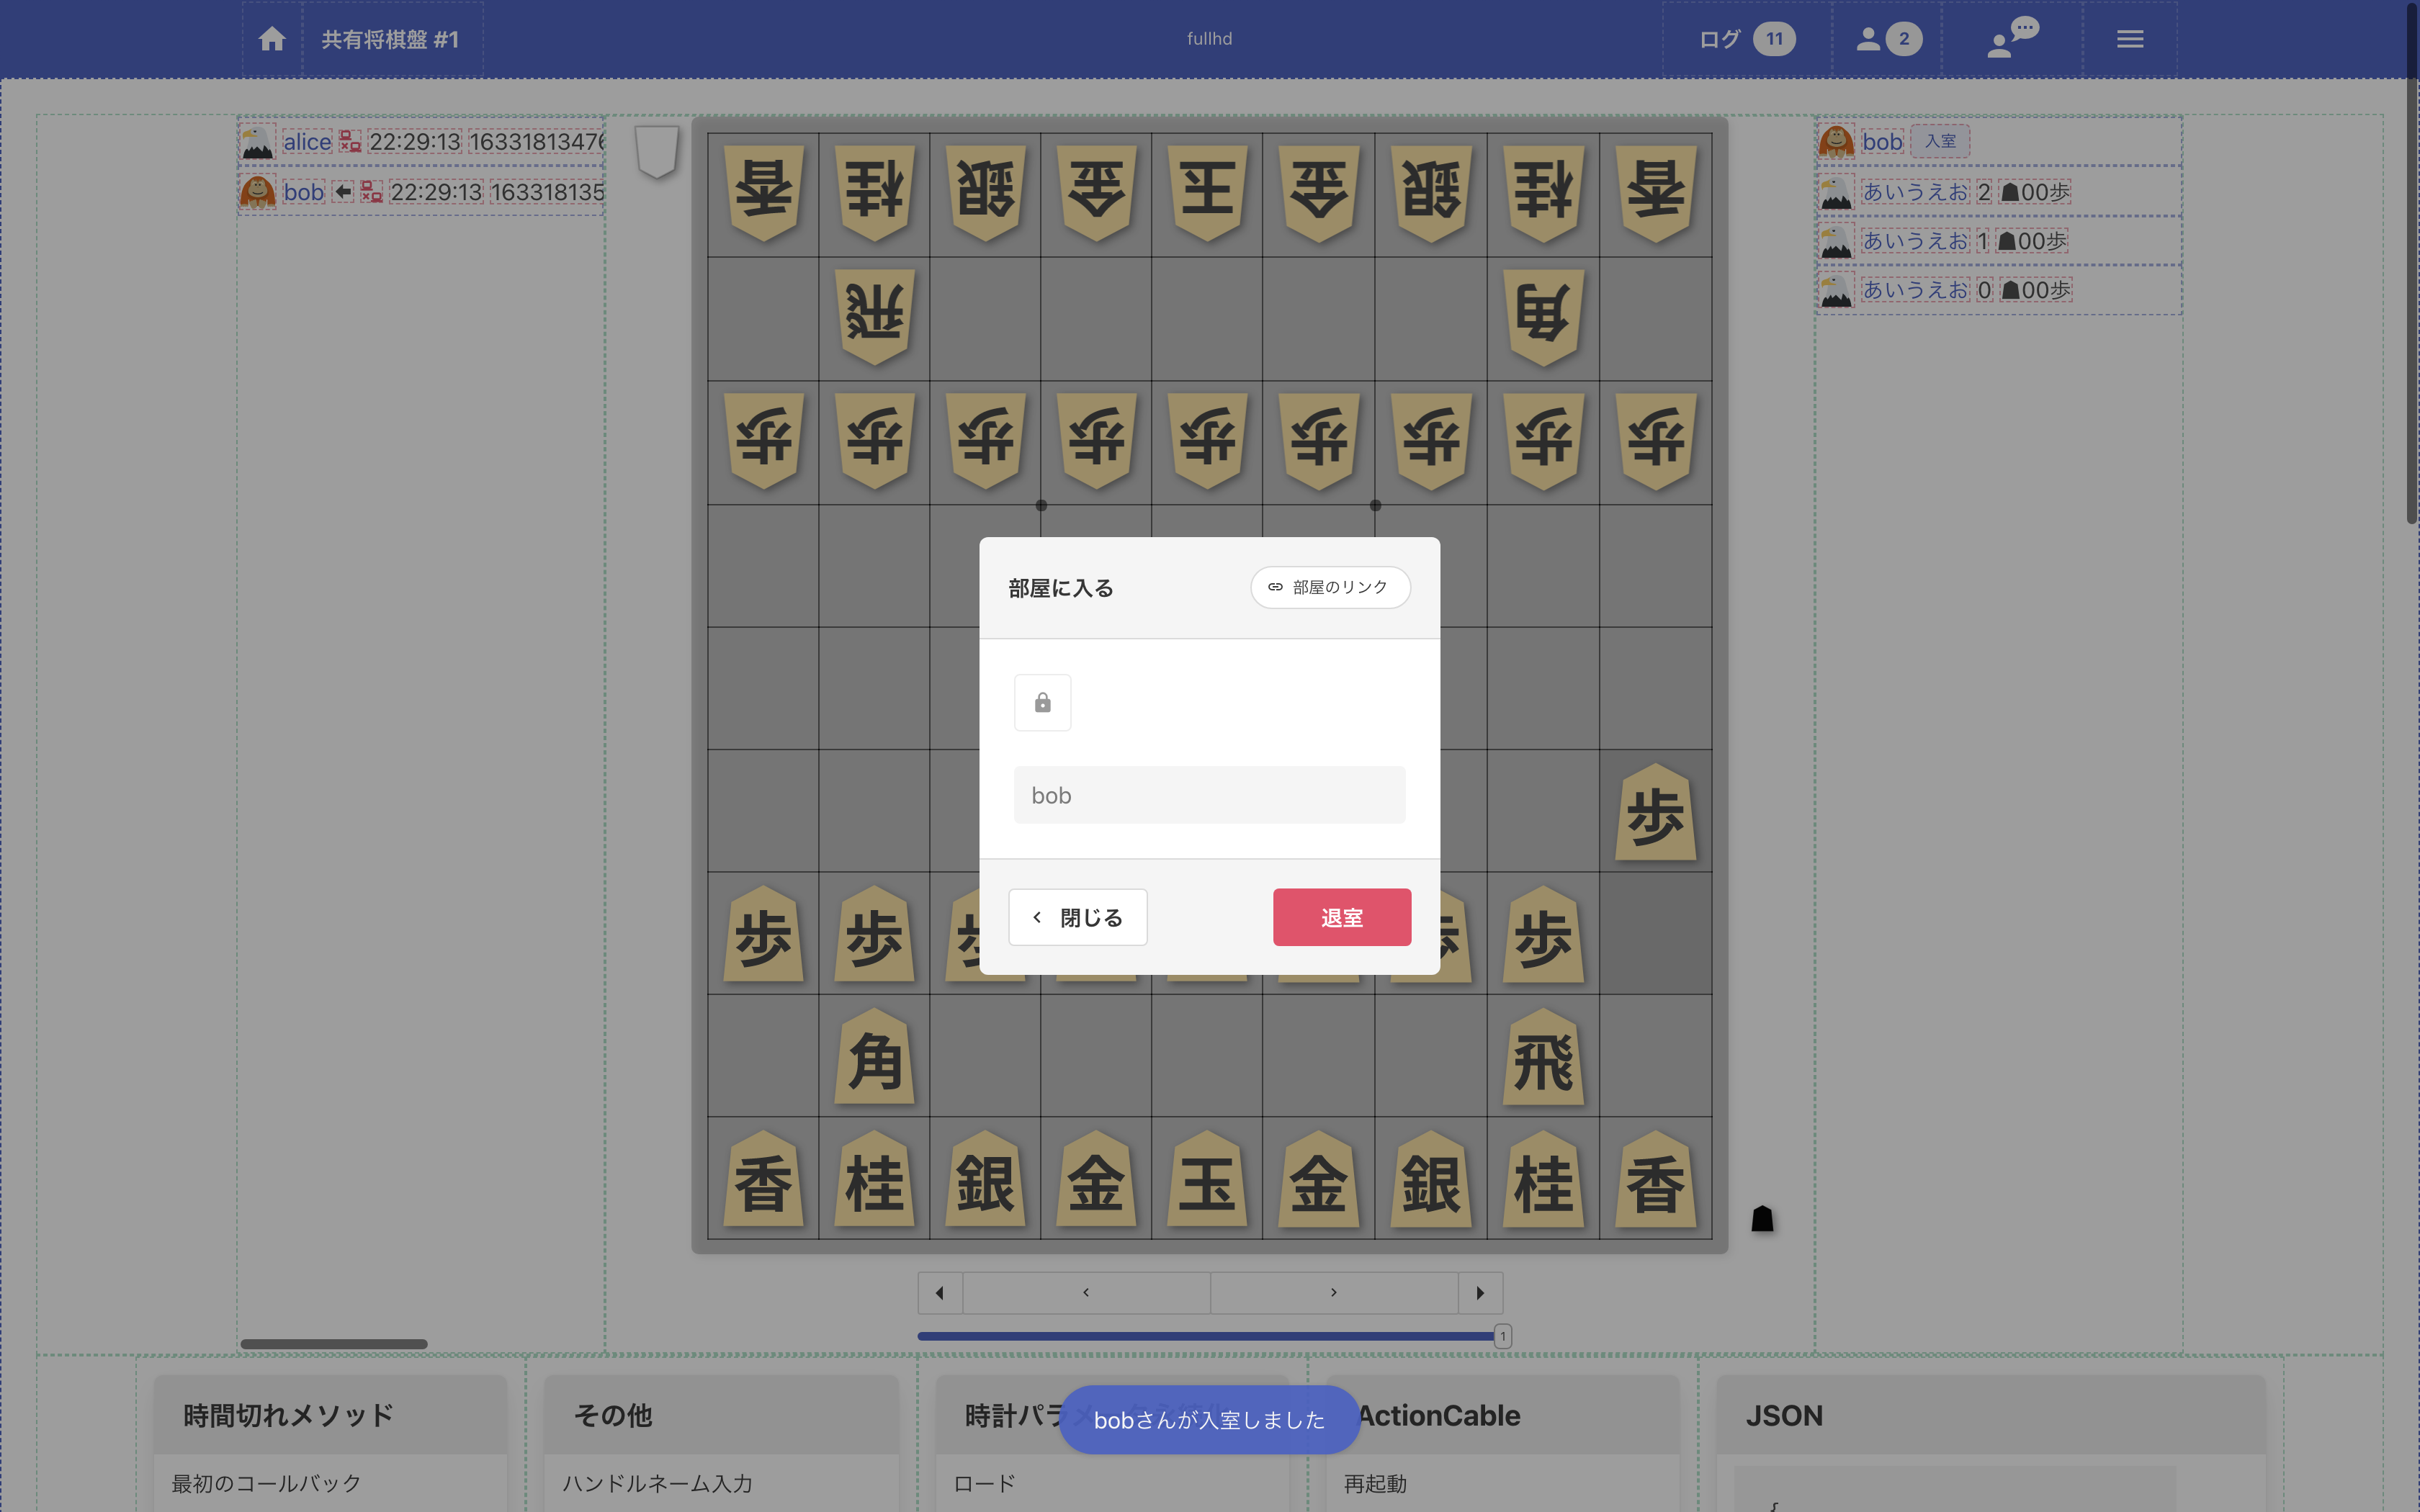 共有将棋盤 #1
fullhd
ログ 11
2
alice 22:29:13 1633181347
bob 22:29:13 163318135
bob 入室
あいうえお 2 ☗00歩
あいうえお 1 ☗00歩
あいうえお 0 ☗00歩
香 桂 銀 金 玉 金 銀 桂 香
飛 角
歩 歩 歩 歩 歩 歩 歩 歩 歩
部屋に入る
部屋のリンク
bob
閉じる
退室
歩
歩 歩 歩 歩 歩
角 飛
香 桂 銀 金 玉 金 銀 桂 香
1
時間切れメソッド
その他
時計パラメ
ActionCable
JSON
bobさんが入室しました
最初のコールバック
ハンドルネーム入力
ロード
再起動
{